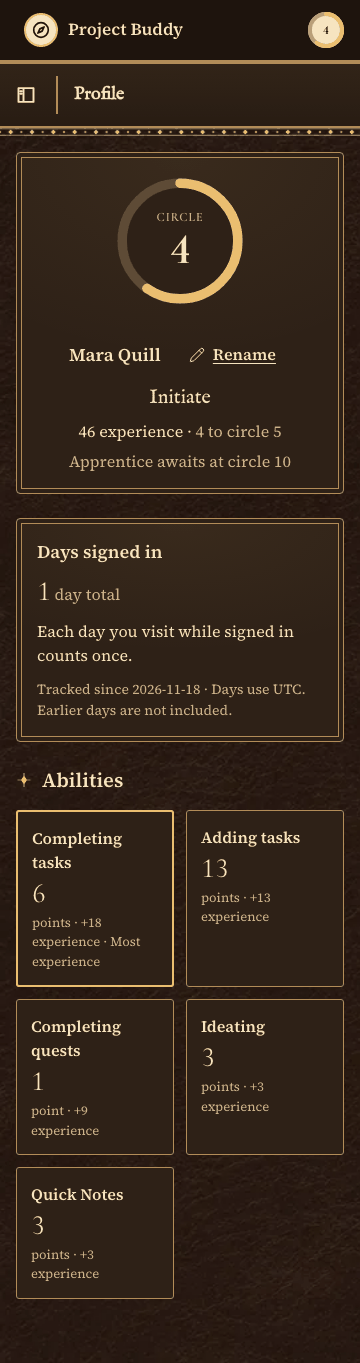 Project Buddy
4
Profile
CIRCLE
4
Mara Quill
Rename
Initiate
46 experience · 4 to circle 5
Apprentice awaits at circle 10
Days signed in
1 day total
Each day you visit while signed in
counts once.
Tracked since 2026-11-18 · Days use UTC.
Earlier days are not included.
Abilities
Completing
tasks
6
points · +18
experience · Most
experience
Adding tasks
13
points · +13
experience
Completing
quests
1
point · +9
experience
Ideating
3
points · +3
experience
Quick Notes
3
points · +3
experience